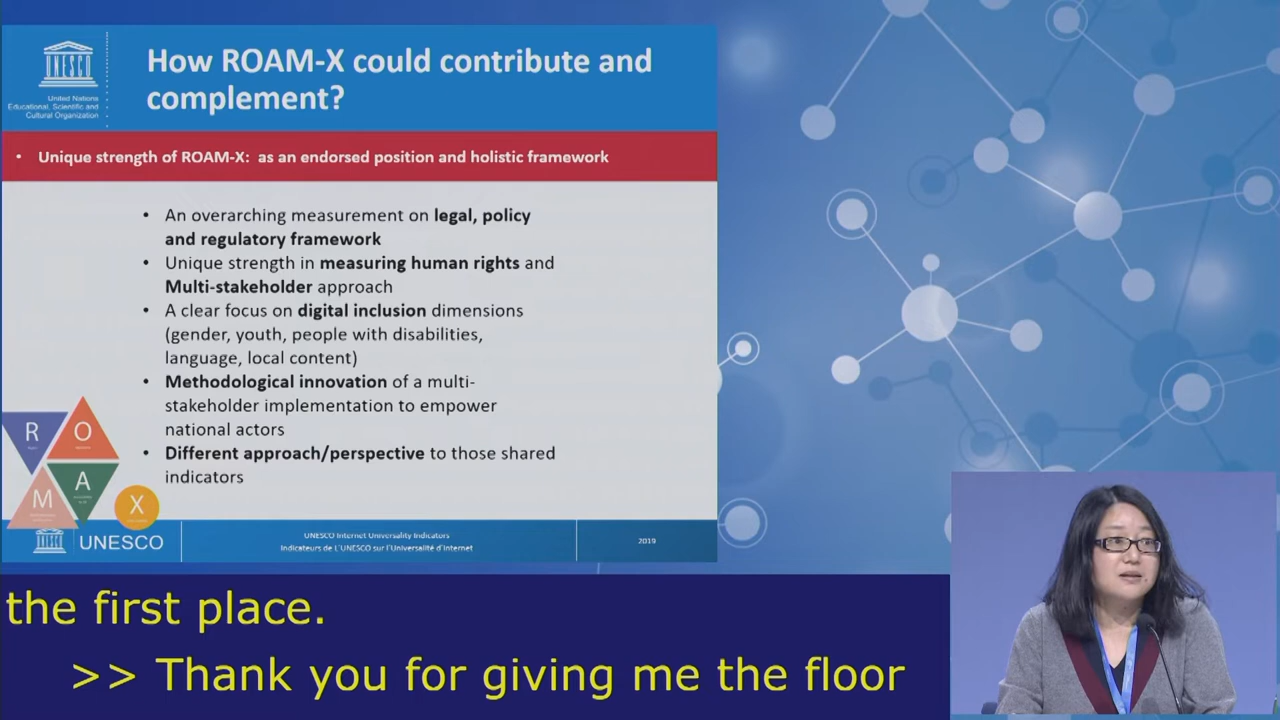 UNESCO
United Nations
Educational, Scientific and
Cultural Organization
How ROAM-X could contribute and
complement?
• Unique strength of ROAM-X: as an endorsed position and holistic framework
• An overarching measurement on legal, policy
and regulatory framework
• Unique strength in measuring human rights and
Multi-stakeholder approach
• A clear focus on digital inclusion dimensions
(gender, youth, people with disabilities,
language, local content)
• Methodological innovation of a multi-
stakeholder implementation to empower
national actors
• Different approach/perspective to those shared
indicators
R
O
A
M
X
UNESCO
UNESCO Internet Universality Indicators
Indicateurs de L'UNESCO sur l'Universalité d'Internet
2019
the first place.
>> Thank you for giving me the floor